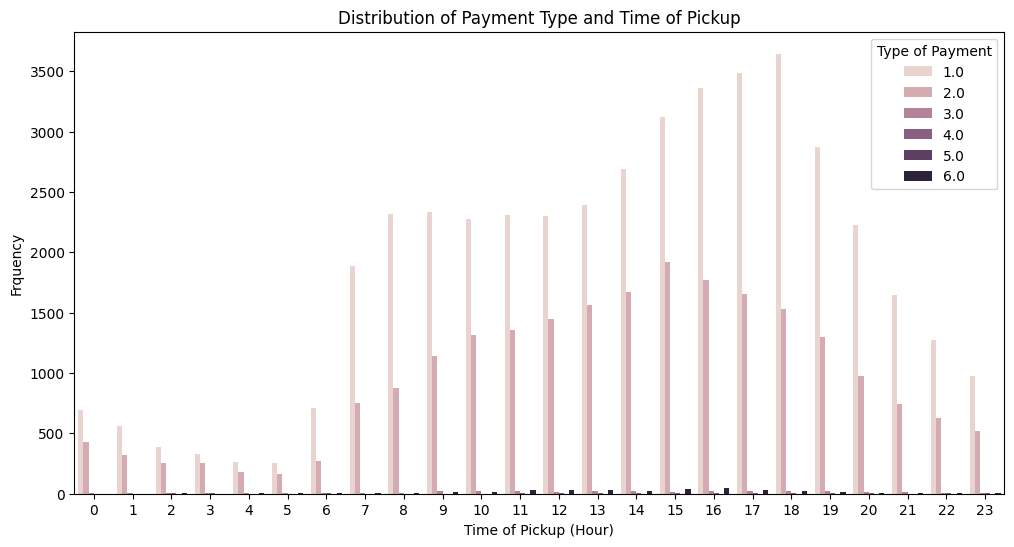 Distribution of Payment Type and Time of Pickup
Type of Payment
1.0
2.0
3.0
4.0
5.0
6.0
Frquency
3500
3000
2500
2000
1500
1000
500
0
0 1 2 3 4 5 6 7 8 9 10 11 12 13 14 15 16 17 18 19 20 21 22 23
Time of Pickup (Hour)